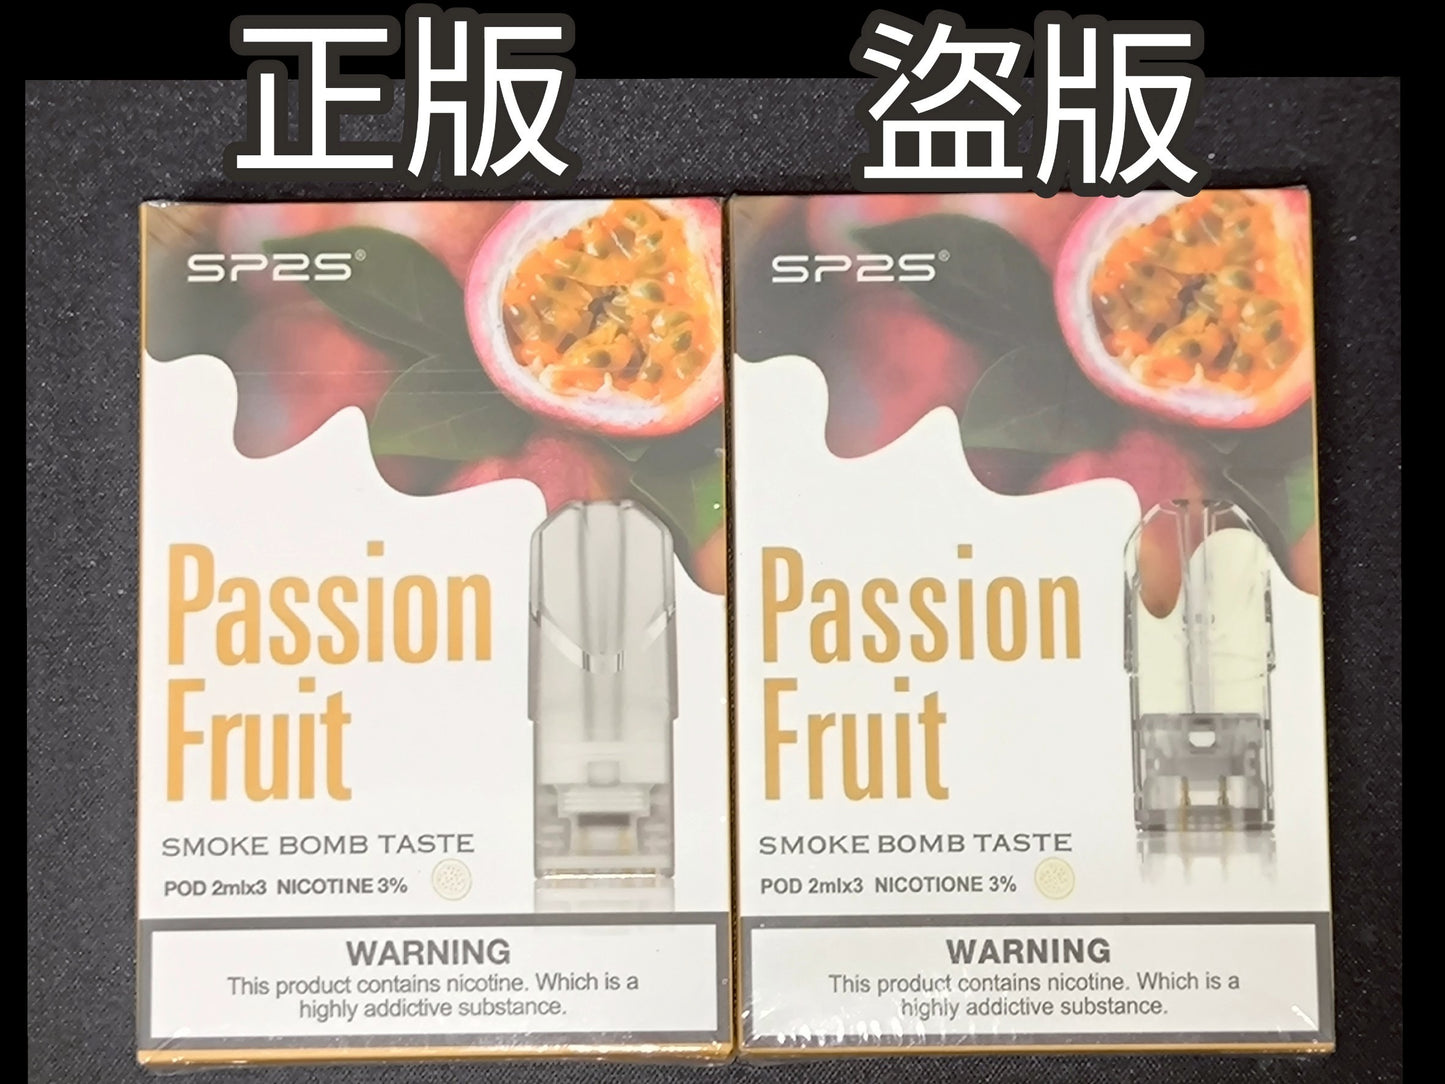 正版
盜版
SP2S®
Passion
Fruit
SMOKE BOMB TASTE
POD 2mlx3 NICOTINE 3%
WARNING
This product contains nicotine. Which is a
highly addictive substance.
SP2S®
Passion
Fruit
SMOKE BOMB TASTE
POD 2mlx3 NICOTIONE 3%
WARNING
This product contains nicotine. Which is a
highly addictive substance.